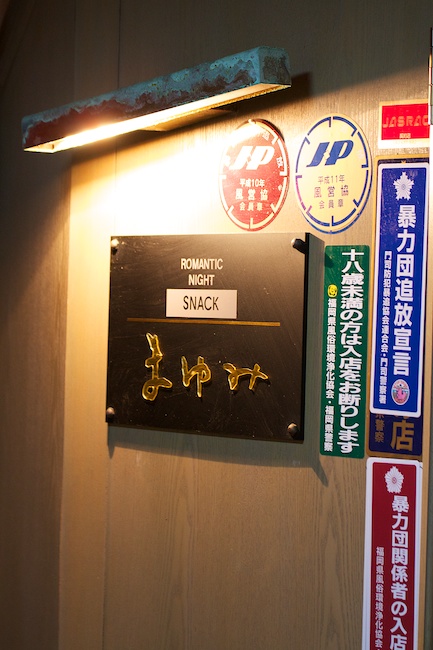 JP
平成10年
風営協
会員章
JP
平成11年
風営協
会員章
JASRAC
ROMANTIC
NIGHT
SNACK
まゆみ
十八歳未満の方は入店をお断りします
福岡県風俗環境浄化協会・福岡県警察
暴力団追放宣言
門司防犯暴追協会連合会・門司警察署
店
警察
暴力団関係者の入店
福岡県風俗環境浄化協会